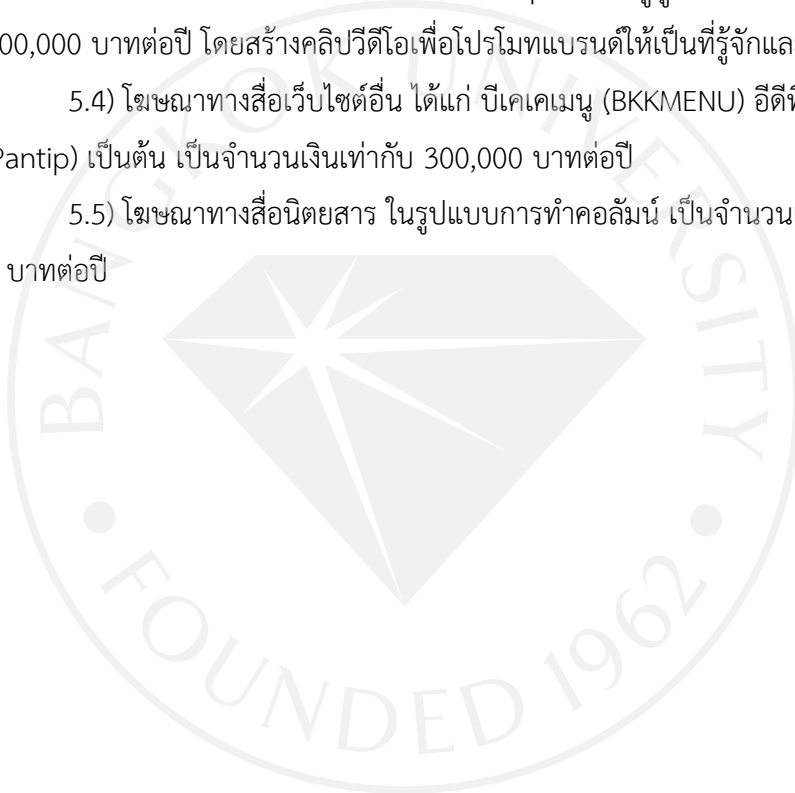 00,000 บาทต่อปี โดยสร้างคลิปวีดีโอเพื่อโปรโมทแบรนด์ให้เป็นที่รู้จักและ
5.4) โฆษณาทางสื่อเว็บไซต์อื่น ได้แก่ บีเคเคเมนู (BKKMENU) อีดีที
Pantip) เป็นต้น เป็นจำนวนเงินเท่ากับ 300,000 บาทต่อปี
5.5) โฆษณาทางสื่อนิตยสาร ในรูปแบบการทำคอลัมน์ เป็นจำนวน
บาทต่อปี
BANGKOK UNIVERSITY
FOUNDED 1962